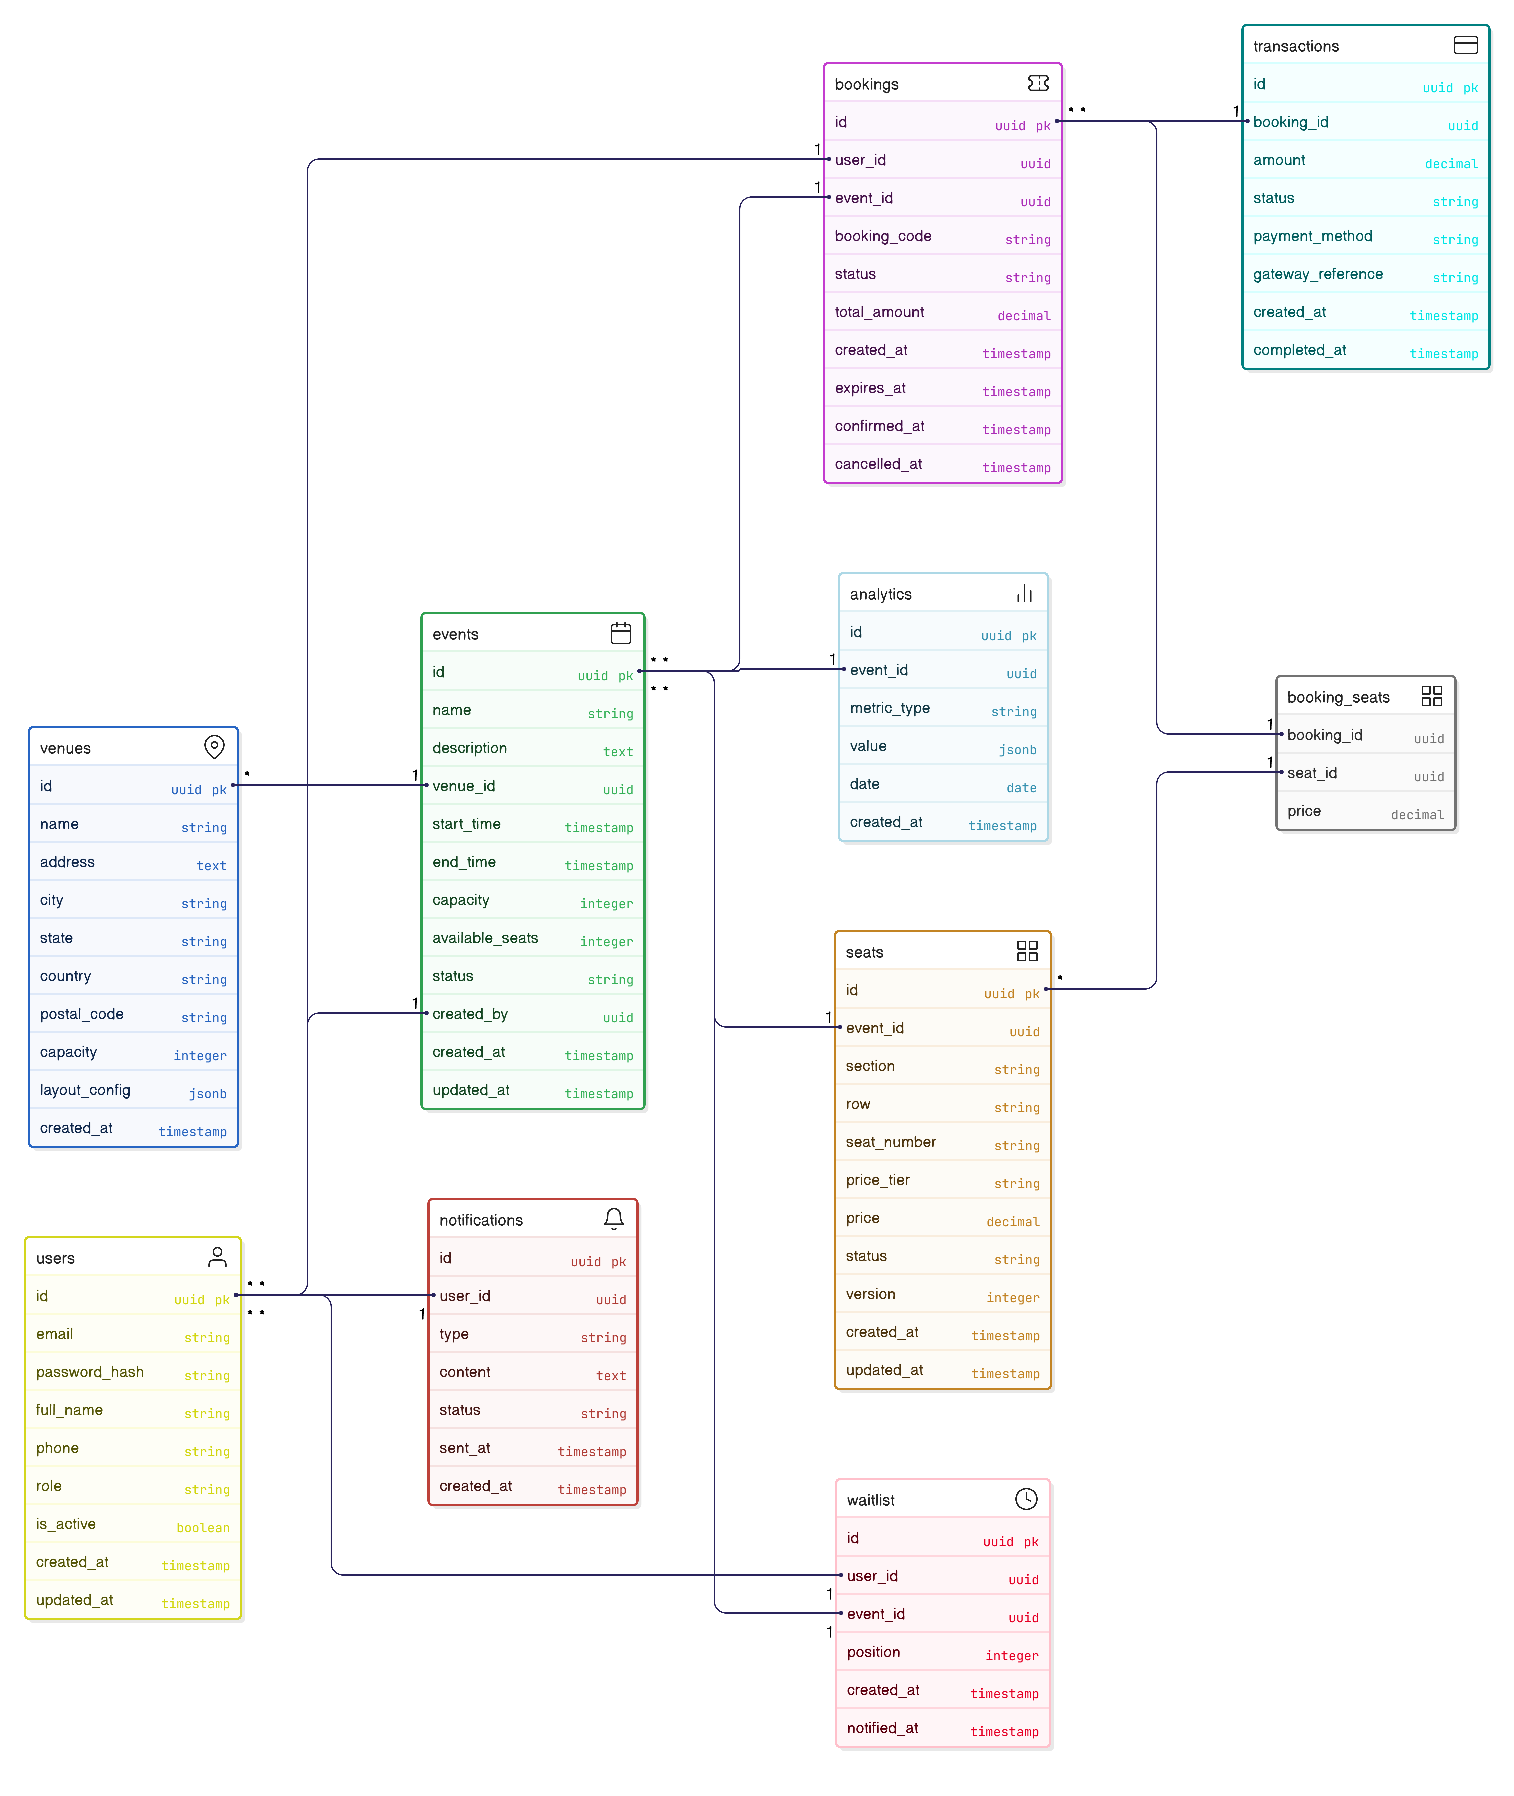 transactions
id uuid pk
booking_id uuid
amount decimal
status string
payment_method string
gateway_reference string
created_at timestamp
completed_at timestamp
bookings
id uuid pk
user_id uuid
event_id uuid
booking_code string
status string
total_amount decimal
created_at timestamp
expires_at timestamp
confirmed_at timestamp
cancelled_at timestamp
* *
1
1
1
analytics
id uuid pk
event_id uuid
metric_type string
value jsonb
date date
created_at timestamp
1
events
id uuid pk
name string
description text
venue_id uuid
start_time timestamp
end_time timestamp
capacity integer
available_seats integer
status string
created_by uuid
created_at timestamp
updated_at timestamp
* *
* *
1
1
booking_seats
booking_id uuid
seat_id uuid
price decimal
1
1
venues
id uuid pk
name string
address text
city string
state string
country string
postal_code string
capacity integer
layout_config jsonb
created_at timestamp
*
seats
id uuid pk
event_id uuid
section string
row string
seat_number string
price_tier string
price decimal
status string
version integer
created_at timestamp
updated_at timestamp
*
1
notifications
id uuid pk
user_id uuid
type string
content text
status string
sent_at timestamp
created_at timestamp
1
users
id uuid pk
email string
password_hash string
full_name string
phone string
role string
is_active boolean
created_at timestamp
updated_at timestamp
* *
* *
waitlist
id uuid pk
user_id uuid
event_id uuid
position integer
created_at timestamp
notified_at timestamp
1
1